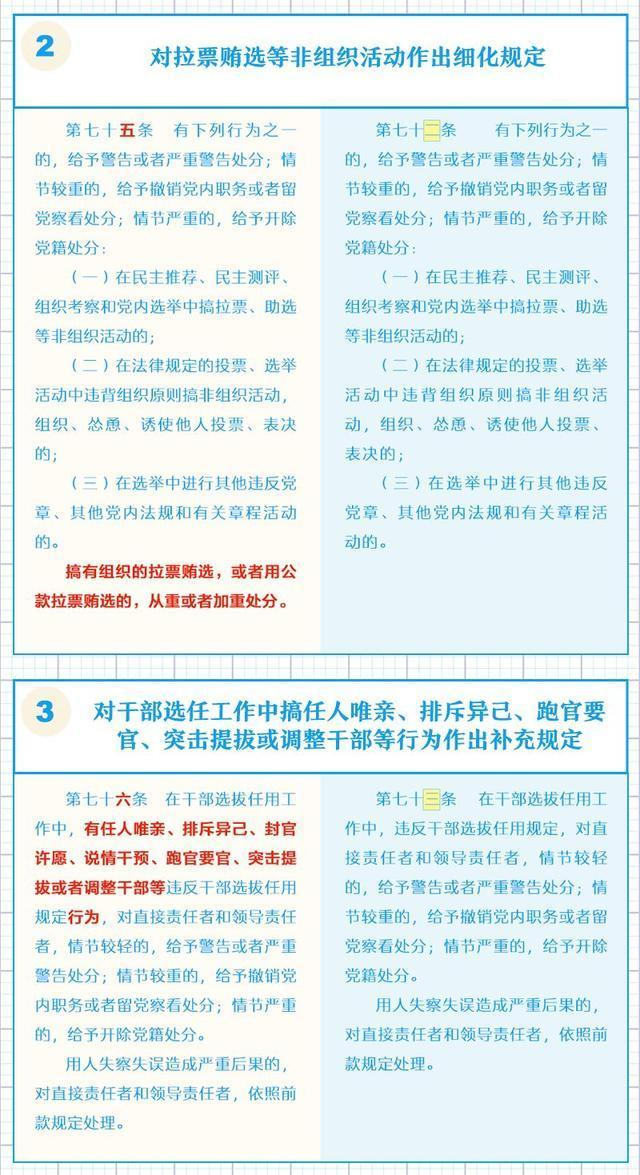 2
对拉票贿选等非组织活动作出细化规定
第七十五条　有下列行为之一
的，给予警告或者严重警告处分；情
节较重的，给予撤销党内职务或者留
党察看处分；情节严重的，给予开除
党籍处分：
（一）在民主推荐、民主测评、
组织考察和党内选举中搞拉票、助选
等非组织活动的；
（二）在法律规定的投票、选举
活动中违背组织原则搞非组织活动，
组织、怂恿、诱使他人投票、表决
的；
（三）在选举中进行其他违反党
章、其他党内法规和有关章程活动
的。
搞有组织的拉票贿选，或者用公
款拉票贿选的，从重或者加重处分。
第七十二条　有下列行为之一
的，给予警告或者严重警告处分；情
节较重的，给予撤销党内职务或者留
党察看处分；情节严重的，给予开除
党籍处分：
（一）在民主推荐、民主测评、
组织考察和党内选举中搞拉票、助选
等非组织活动的；
（二）在法律规定的投票、选举
活动中违背组织原则搞非组织活
动，组织、怂恿、诱使他人投票、
表决的；
（三）在选举中进行其他违反
党章、其他党内法规和有关章程活
动的。
3
对干部选任工作中搞任人唯亲、排斥异己、跑官要
官、突击提拔或调整干部等行为作出补充规定
第七十六条　在干部选拔任用工
作中，有任人唯亲、排斥异己、封官
许愿、说情干预、跑官要官、突击提
拔或者调整干部等违反干部选拔任用
规定行为，对直接责任者和领导责任
者，情节较轻的，给予警告或者严重
警告处分；情节较重的，给予撤销党
内职务或者留党察看处分；情节严重
的，给予开除党籍处分。
用人失察失误造成严重后果的，
对直接责任者和领导责任者，依照前
款规定处理。
第七十三条　在干部选拔任用工
作中，违反干部选拔任用规定，对直
接责任者和领导责任者，情节较轻
的，给予警告或者严重警告处分；情
节较重的，给予撤销党内职务或者留
党察看处分；情节严重的，给予开除
党籍处分。
用人失察失误造成严重后果的，
对直接责任者和领导责任者，依照前
款规定处理。